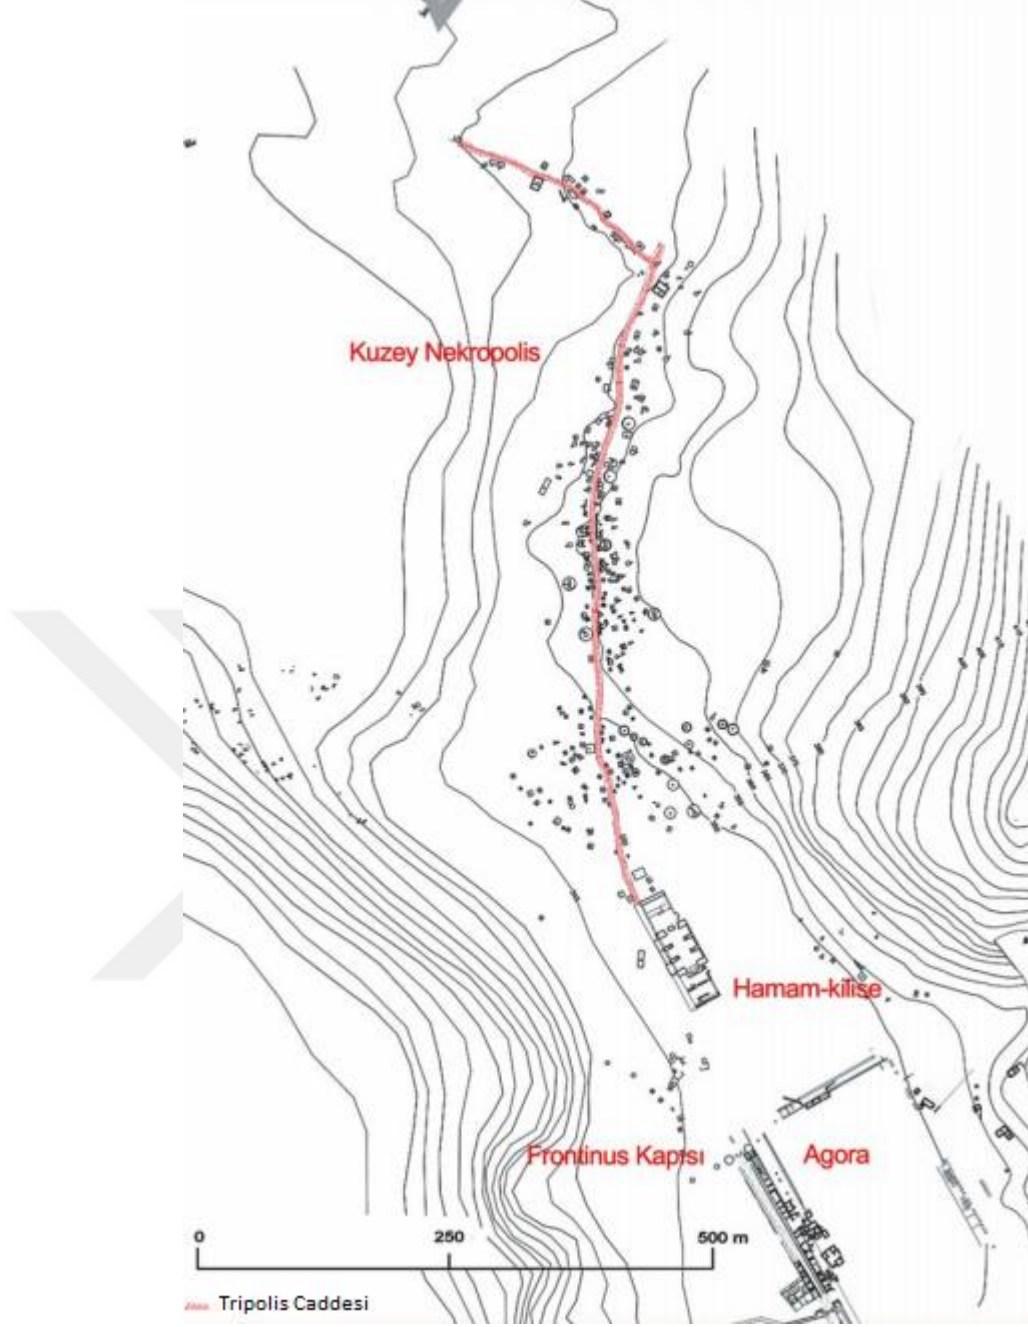 Kuzey Nekropolis
Hamam-kilise
Frontinus Kapısı
Agora
0 250 500 m
Tripolis Caddesi